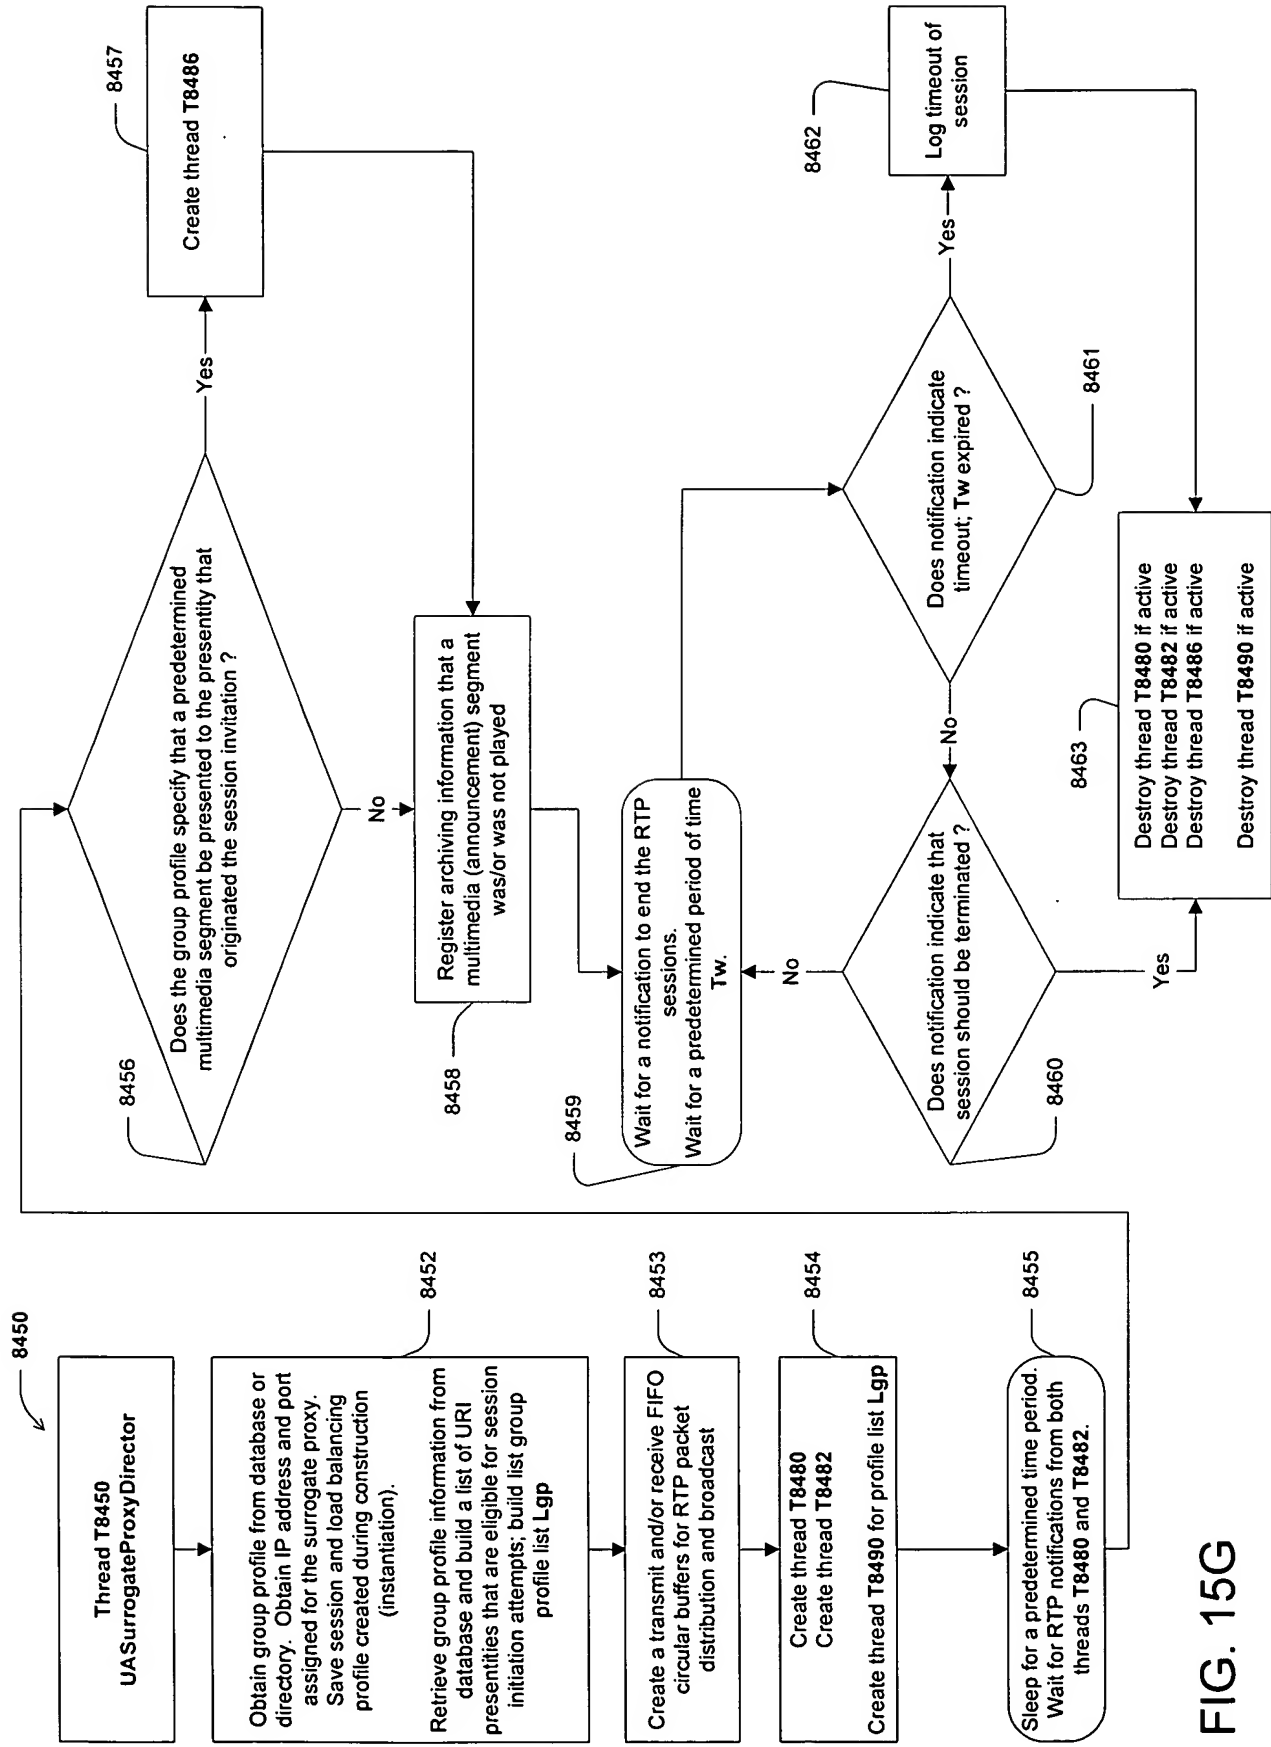 8450
Thread T8450
UASurrogateProxyDirector
Obtain group profile from database or
directory. Obtain IP address and port
assigned for the surrogate proxy.
Save session and load balancing
profile created during construction
(instantiation).
Retrieve group profile information from
database and build a list of URI
presentities that are eligible for session
initiation attempts; build list group
profile list Lgp
8452
Create a transmit and/or receive FIFO
circular buffers for RTP packet
distribution and broadcast
8453
Create thread T8480
Create thread T8482
Create thread T8490 for profile list Lgp
8454
Sleep for a predetermined time period.
Wait for RTP notifications from both
threads T8480 and T8482.
8455
8456
Does the group profile specify that a predetermined
multimedia segment be presented to the presentity that
originated the session invitation ?
Yes
8457
Create thread T8486
No
Register archiving information that a
multimedia (announcement) segment
was/or was not played
8458
8459
Wait for a notification to end the RTP
sessions.
Wait for a predetermined period of time
Tw.
No
Does notification indicate that
session should be terminated ?
8460
Yes
No
Does notification indicate
timeout; Tw expired ?
8461
Yes
8462
Log timeout of
session
8463
Destroy thread T8480 if active
Destroy thread T8482 if active
Destroy thread T8486 if active
Destroy thread T8490 if active
FIG. 15G